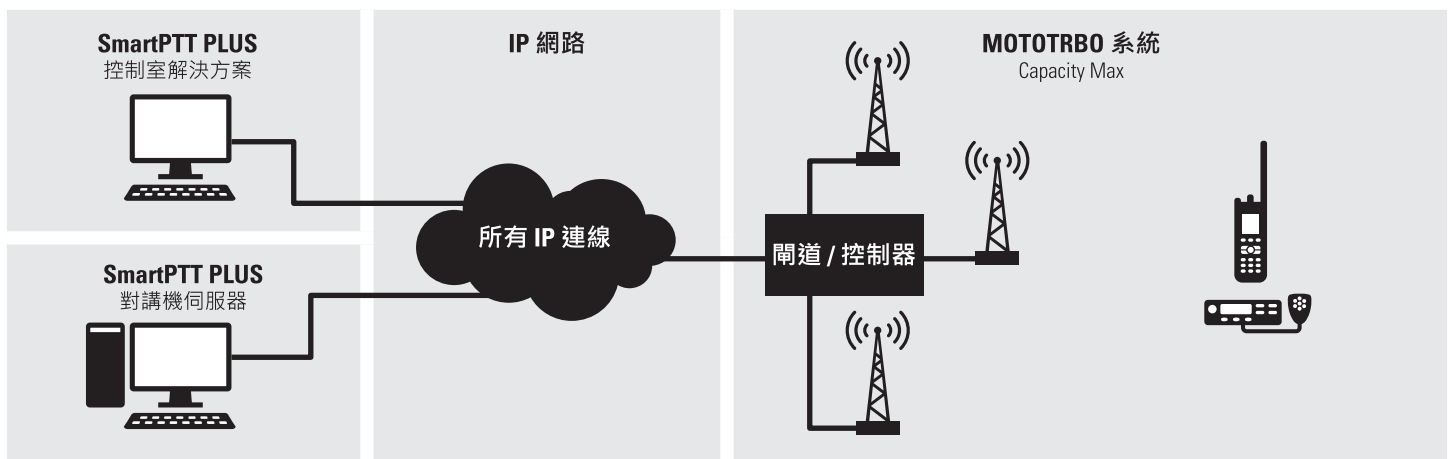 SmartPTT PLUS
控制室解決方案
SmartPTT PLUS
對講機伺服器
IP 網路
所有 IP 連線
MOTOTRBO 系統
Capacity Max
閘道 / 控制器